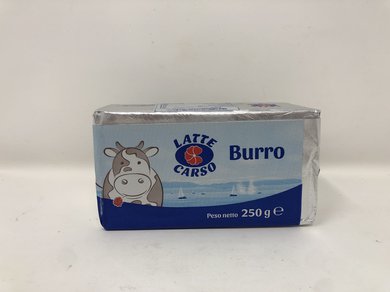 LATTE
CARSO
Burro
Peso netto 250 g ℮